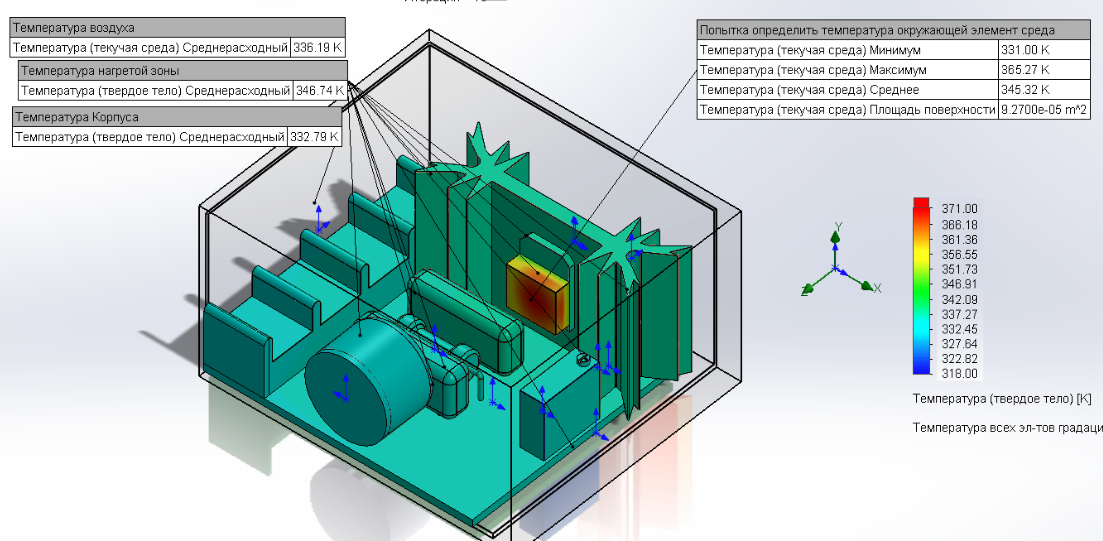 Температура воздуха
Температура (текучая среда) Среднерасходный 336.19 K
Температура нагретой зоны
Температура (твердое тело) Среднерасходный 346.74 K
Температура Корпуса
Температура (твердое тело) Среднерасходный 332.79 K
Попытка определить температура окружающей элемент среда
Температура (текучая среда) Минимум 331.00 K
Температура (текучая среда) Максимум 365.27 K
Температура (текучая среда) Среднее 345.32 K
Температура (текучая среда) Площадь поверхности 9.2700e-05 m^2
371.00
366.18
361.36
356.55
351.73
346.91
342.09
337.27
332.45
327.64
322.82
318.00
Y
X
Z
Температура (твердое тело) [K]
Температура всех эл-тов градаци